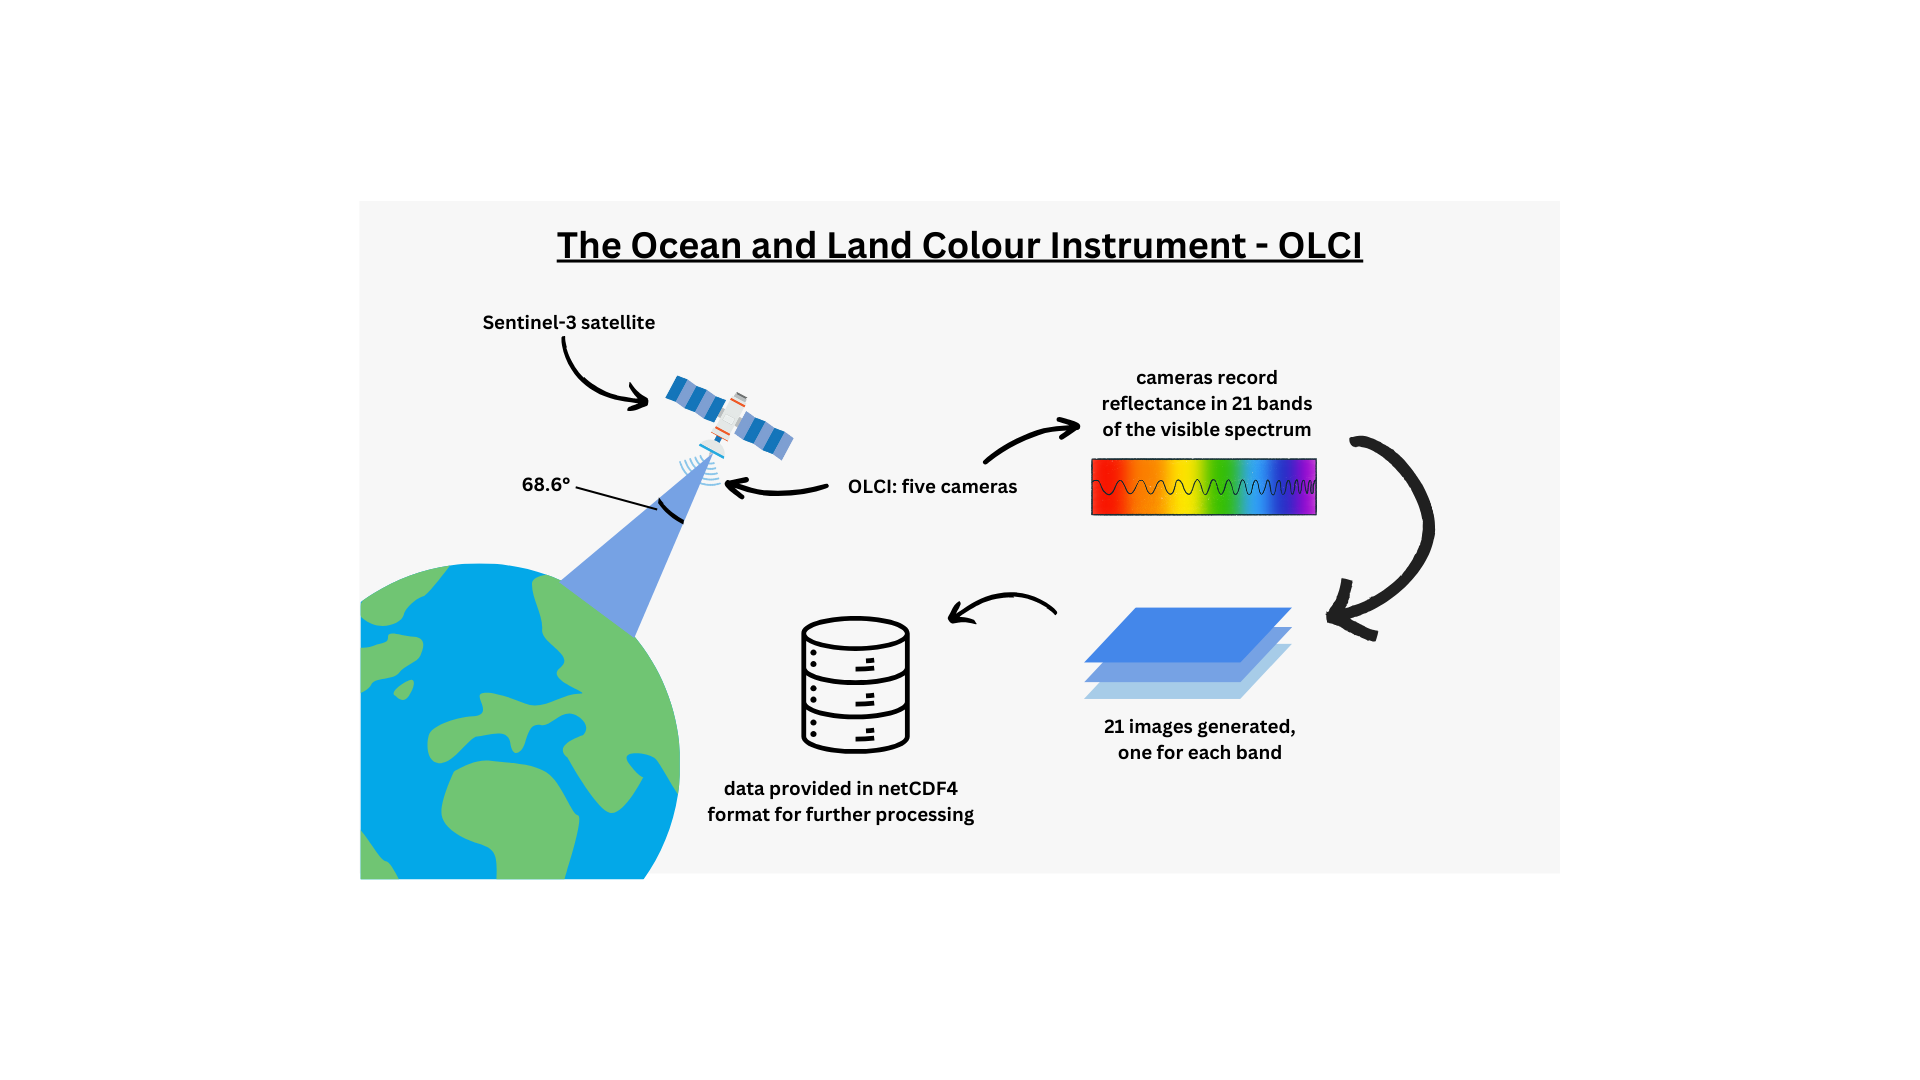 The Ocean and Land Colour Instrument - OLCI
Sentinel-3 satellite
68.6°
OLCI: five cameras
cameras record
reflectance in 21 bands
of the visible spectrum
21 images generated,
one for each band
data provided in netCDF4
format for further processing